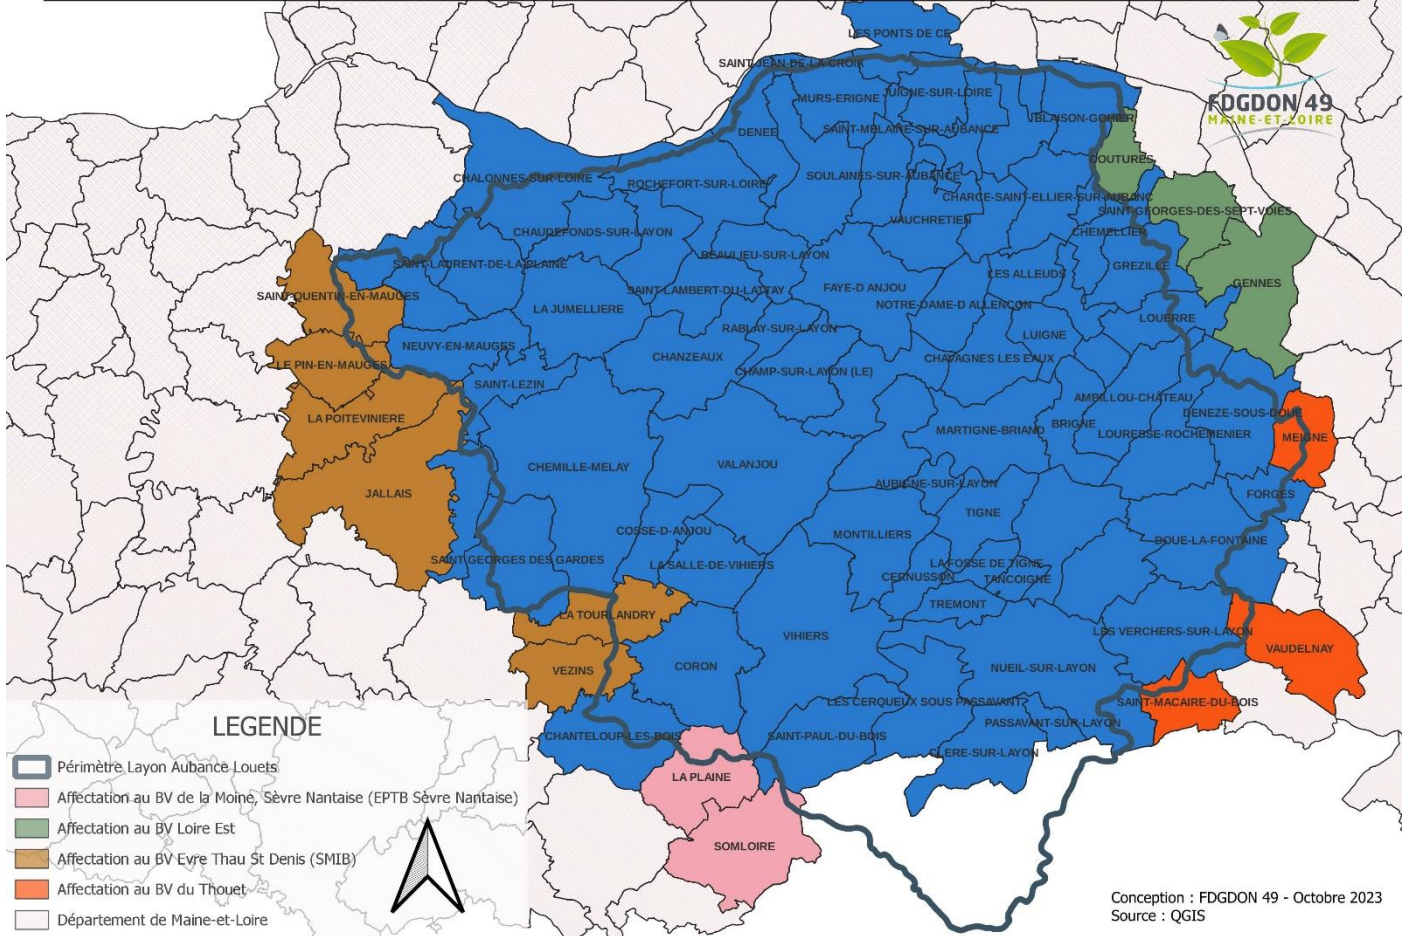 LES PONTS DE CE
SAINT-JEAN-DE-LA-CROIX
MURS-ERIGNE
JUIGNE-SUR-LOIRE
FDGDON 49
MAINE-ET-LOIRE
BLAISON-GOHIER
DENEE
SAINT-MELAINE-SUR-AUBANCE
COUTURES
CHALONNES-SUR-LOIRE
ROCHEFORT-SUR-LOIRE
SOULAINES-SUR-AUBANCE
CHARCE-SAINT-ELLIER-SUR-AUBANC
SAINT-GEORGES-DES-SEPT-VOIES
VAUCHRETIEN
CHAUDEFONDS-SUR-LAYON
CHEMELLIER
BEAULIEU-SUR-LAYON
SAINT-LAURENT-DE-LA-PLAINE
GREZILLE
LES ALLEUDS
GENNES
SAINT-QUENTIN-EN-MAUGES
SAINT-LAMBERT-DU-LATTAY
FAYE-D ANJOU
NOTRE-DAME-D ALLENCON
LA JUMELLIERE
LOUERRE
RABLAY-SUR-LAYON
LUIGNE
NEUVY-EN-MAUGES
CHANZEAUX
CHAVAGNES LES EAUX
LE PIN-EN-MAUGES
CHAMP-SUR-LAYON (LE)
SAINT-LEZIN
AMBILLOU-CHATEAU
DENEZE-SOUS-DOUE
LA POITEVINIERE
MARTIGNE-BRIAND
BRIGNE
LOURESSE-ROCHEMENIER
MEIGNE
CHEMILLE-MELAY
VALANJOU
AUBIGNE-SUR-LAYON
JALLAIS
FORGES
TIGNE
COSSE-D-ANJOU
MONTILLIERS
DOUE-LA-FONTAINE
SAINT GEORGES DES GARDES
LA SALLE-DE-VIHIERS
LA FOSSE DE TIGNE
CERNUSSON
TANCOIGNE
TREMONT
LA TOURLANDRY
VIHIERS
LES VERCHERS-SUR-LAYON
VAUDELNAY
VEZINS
CORON
NUEIL-SUR-LAYON
LES CERQUEUX SOUS PASSAVANT
SAINT-MACAIRE-DU-BOIS
PASSAVANT-SUR-LAYON
CHANTELOUP-LES-BOIS
SAINT-PAUL-DU-BOIS
CLERE-SUR-LAYON
LA PLAINE
SOMLOIRE
LEGENDE
Périmètre Layon Aubance Louets
Affectation au BV de la Moine, Sèvre Nantaise (EPTB Sèvre Nantaise)
Affectation au BV Loire Est
Affectation au BV Evre Thau St Denis (SMIB)
Affectation au BV du Thouet
Département de Maine-et-Loire
Conception : FDGDON 49 - Octobre 2023
Source : QGIS